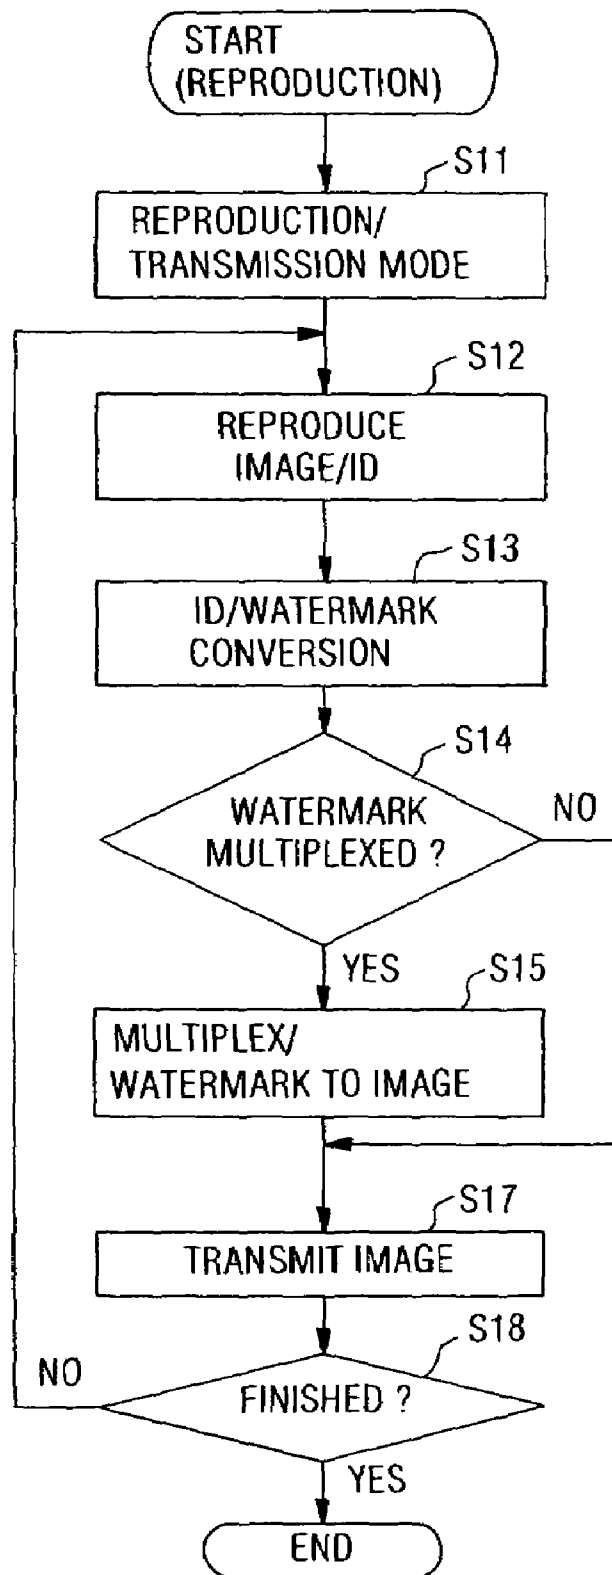 START
(REPRODUCTION)
S11
REPRODUCTION/
TRANSMISSION MODE
S12
REPRODUCE
IMAGE/ID
S13
ID/WATERMARK
CONVERSION
S14
WATERMARK
MULTIPLEXED ?
NO
YES
S15
MULTIPLEX/
WATERMARK TO IMAGE
S17
TRANSMIT IMAGE
S18
FINISHED ?
NO
YES
END